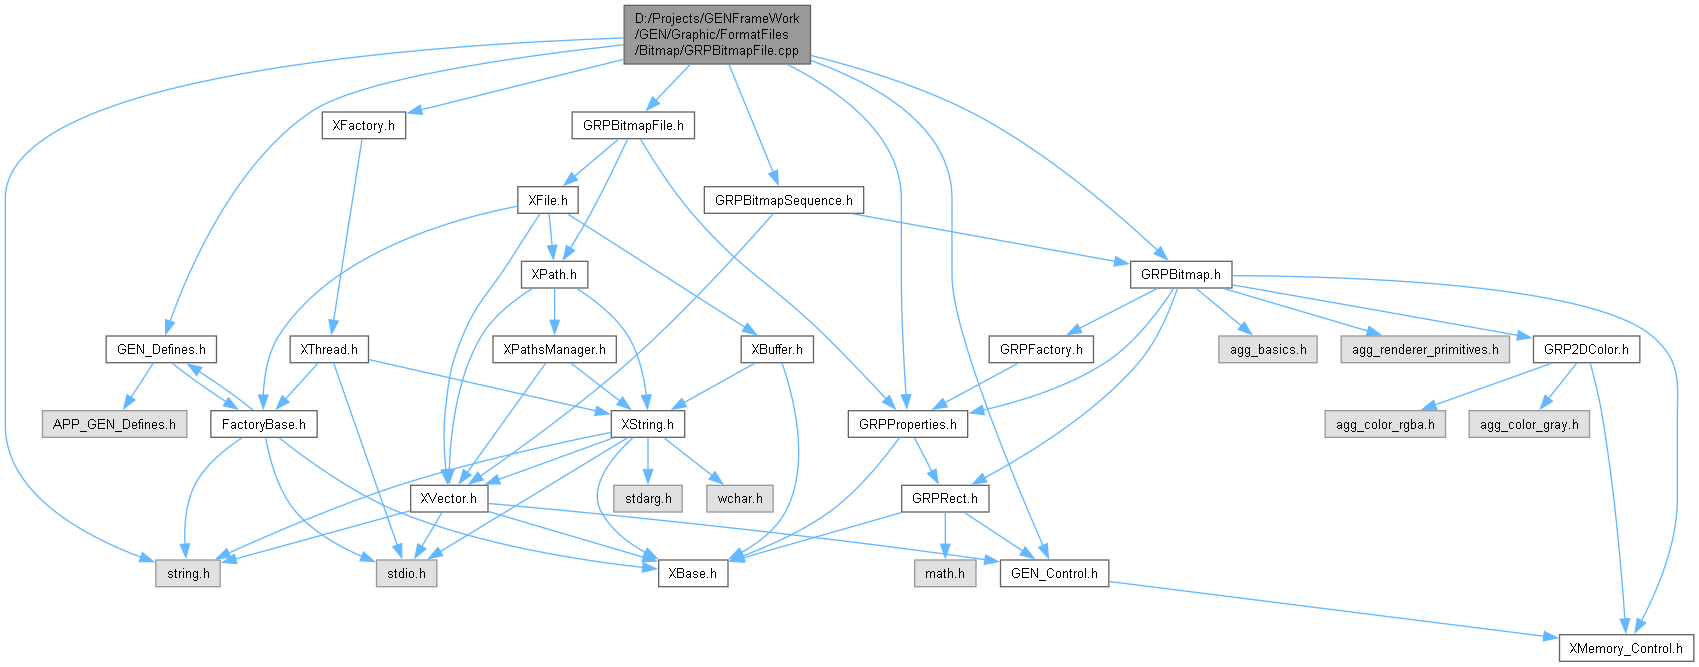 D:/Projects/GENFrameWork
/GEN/Graphic/FormatFiles
/Bitmap/GRPBitmapFile.cpp
XFactory.h
GRPBitmapFile.h
XFile.h
GRPBitmapSequence.h
XPath.h
GRPBitmap.h
GEN_Defines.h
XThread.h
XPathsManager.h
XBuffer.h
GRPFactory.h
agg_basics.h
agg_renderer_primitives.h
GRP2DColor.h
APP_GEN_Defines.h
FactoryBase.h
XString.h
GRPProperties.h
agg_color_rgba.h
agg_color_gray.h
XVector.h
stdarg.h
wchar.h
GRPRect.h
string.h
stdio.h
XBase.h
math.h
GEN_Control.h
XMemory_Control.h